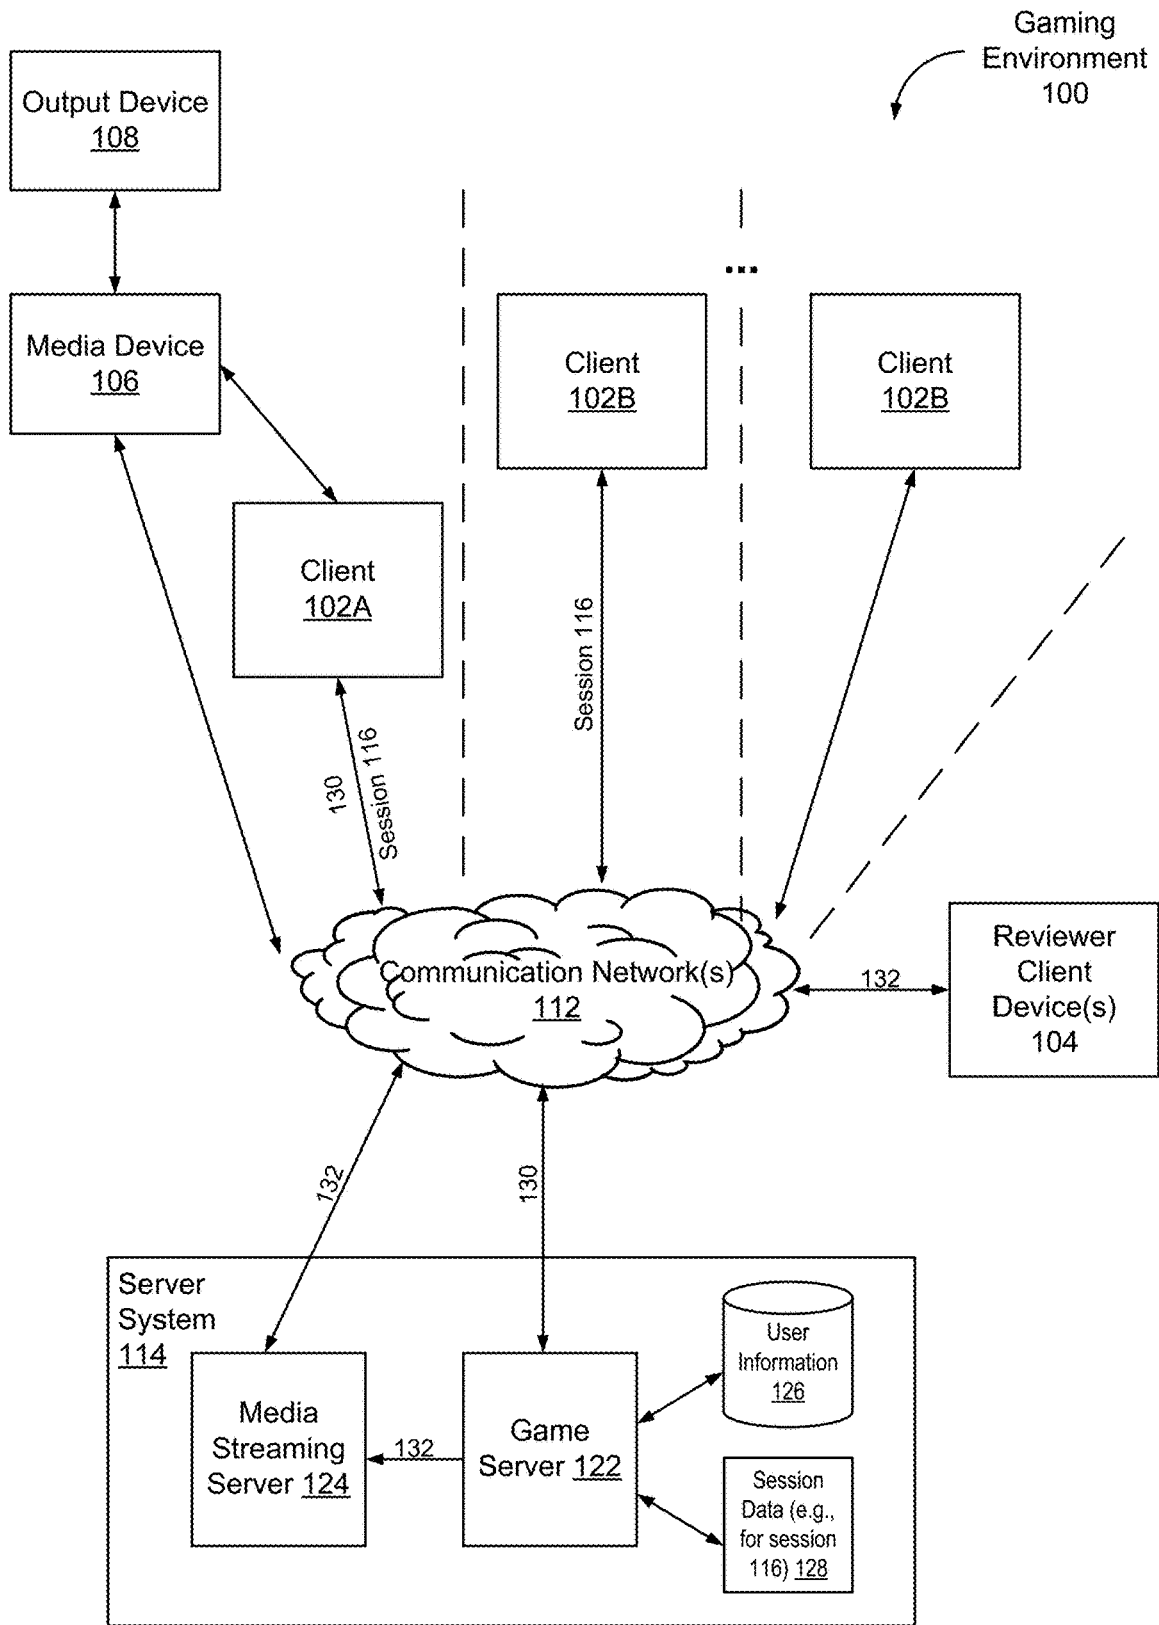 Gaming
Environment
100
Output Device
108
...
Media Device
106
Client
102B
Client
102B
Client
102A
Session 116
130
Session 116
Communication Network(s)
112
132
Reviewer
Client
Device(s)
104
132
130
Server
System
114
User
Information
126
Media
Streaming
Server 124
132
Game
Server 122
Session
Data (e.g.,
for session
116) 128